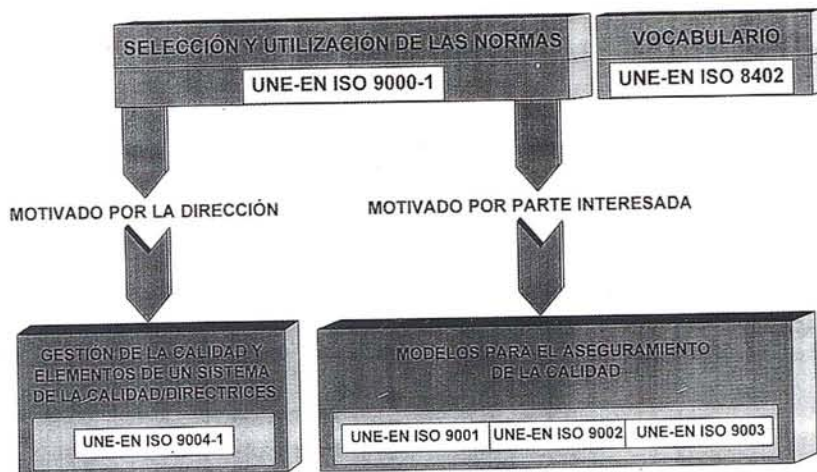 SELECCIÓN Y UTILIZACIÓN DE LAS NORMAS
UNE-EN ISO 9000-1
VOCABULARIO
UNE-EN ISO 8402
MOTIVADO POR LA DIRECCIÓN
MOTIVADO POR PARTE INTERESADA
GESTIÓN DE LA CALIDAD Y
ELEMENTOS DE UN SISTEMA
DE LA CALIDAD/DIRECTRICES
UNE-EN ISO 9004-1
MODELOS PARA EL ASEGURAMIENTO
DE LA CALIDAD
UNE-EN ISO 9001
UNE-EN ISO 9002
UNE-EN ISO 9003